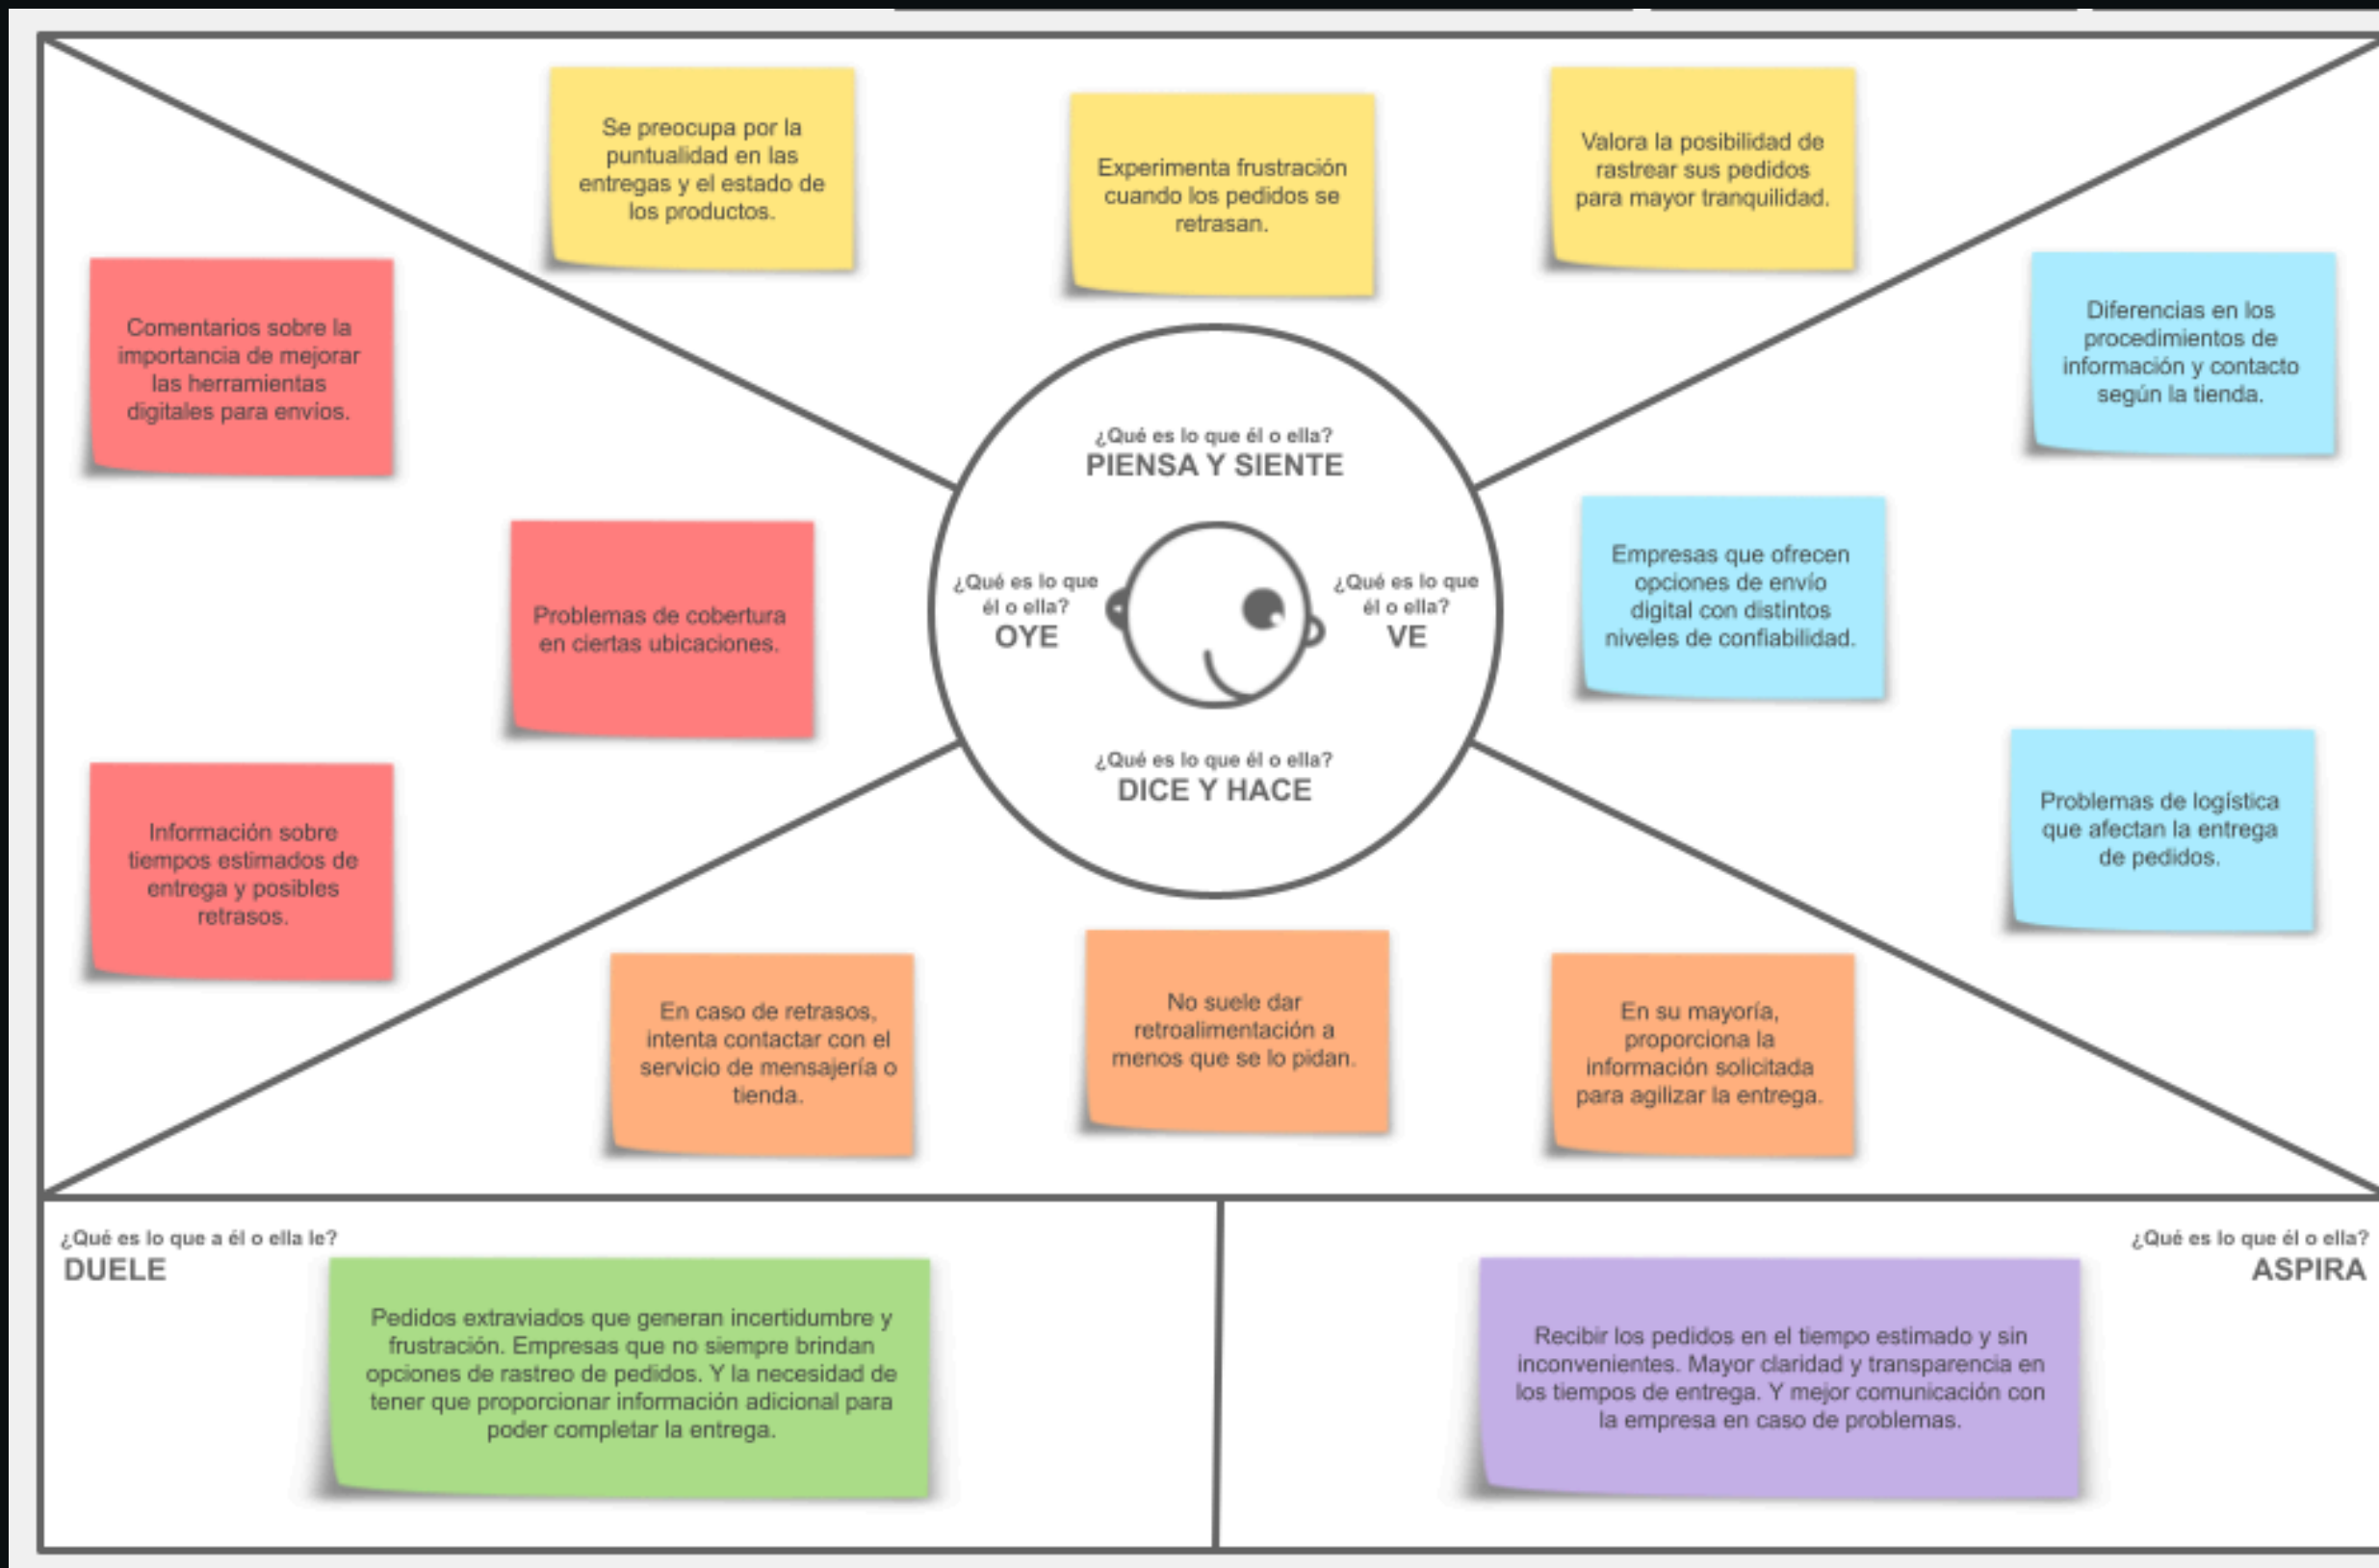 Se preocupa por la
puntualidad en las
entregas y el estado de
los productos.
Experimenta frustración
cuando los pedidos se
retrasan.
Valora la posibilidad de
rastrear sus pedidos
para mayor tranquilidad.
Comentarios sobre la
importancia de mejorar
las herramientas
digitales para envíos.
Problemas de cobertura
en ciertas ubicaciones.
Información sobre
tiempos estimados de
entrega y posibles
retrasos.
¿Qué es lo que él o ella?
PIENSA Y SIENTE
¿Qué es lo que
él o ella?
OYE
¿Qué es lo que
él o ella?
VE
¿Qué es lo que él o ella?
DICE Y HACE
Diferencias en los
procedimientos de
información y contacto
según la tienda.
Empresas que ofrecen
opciones de envío
digital con distintos
niveles de confiabilidad.
Problemas de logística
que afectan la entrega
de pedidos.
En caso de retrasos,
intenta contactar con el
servicio de mensajería o
tienda.
No suele dar
retroalimentación a
menos que se lo pidan.
En su mayoría,
proporciona la
información solicitada
para agilizar la entrega.
¿Qué es lo que a él o ella le?
DUELE
Pedidos extraviados que generan incertidumbre y
frustración. Empresas que no siempre brindan
opciones de rastreo de pedidos. Y la necesidad de
tener que proporcionar información adicional para
poder completar la entrega.
¿Qué es lo que él o ella?
ASPIRA
Recibir los pedidos en el tiempo estimado y sin
inconvenientes. Mayor claridad y transparencia en
los tiempos de entrega. Y mejor comunicación con
la empresa en caso de problemas.